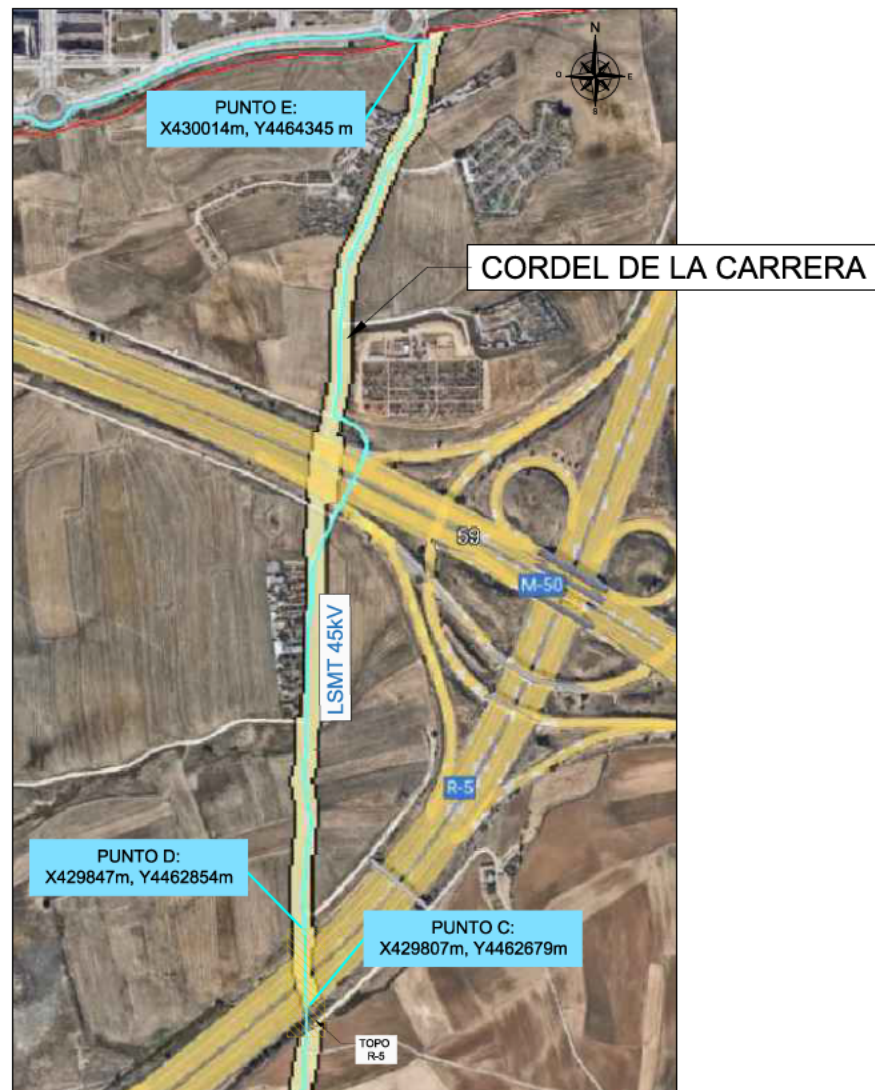 N
O
E
S
PUNTO E:
X430014m, Y4464345 m
CORDEL DE LA CARRERA
59
M-50
LSMT 45kV
R-5
PUNTO D:
X429847m, Y4462854m
PUNTO C:
X429807m, Y4462679m
TOPO
R-5